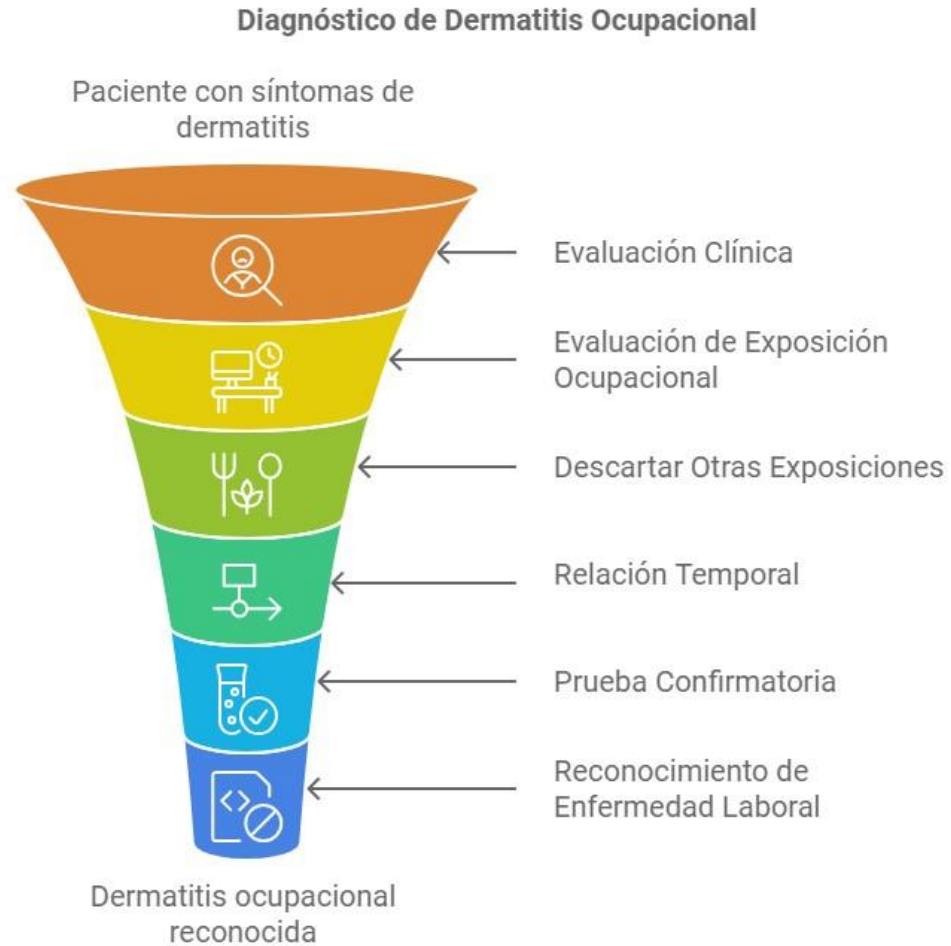 Diagnóstico de Dermatitis Ocupacional
Paciente con síntomas de
dermatitis
Evaluación Clínica
Evaluación de Exposición
Ocupacional
Descartar Otras Exposiciones
Relación Temporal
Prueba Confirmatoria
Reconocimiento de
Enfermedad Laboral
Dermatitis ocupacional
reconocida